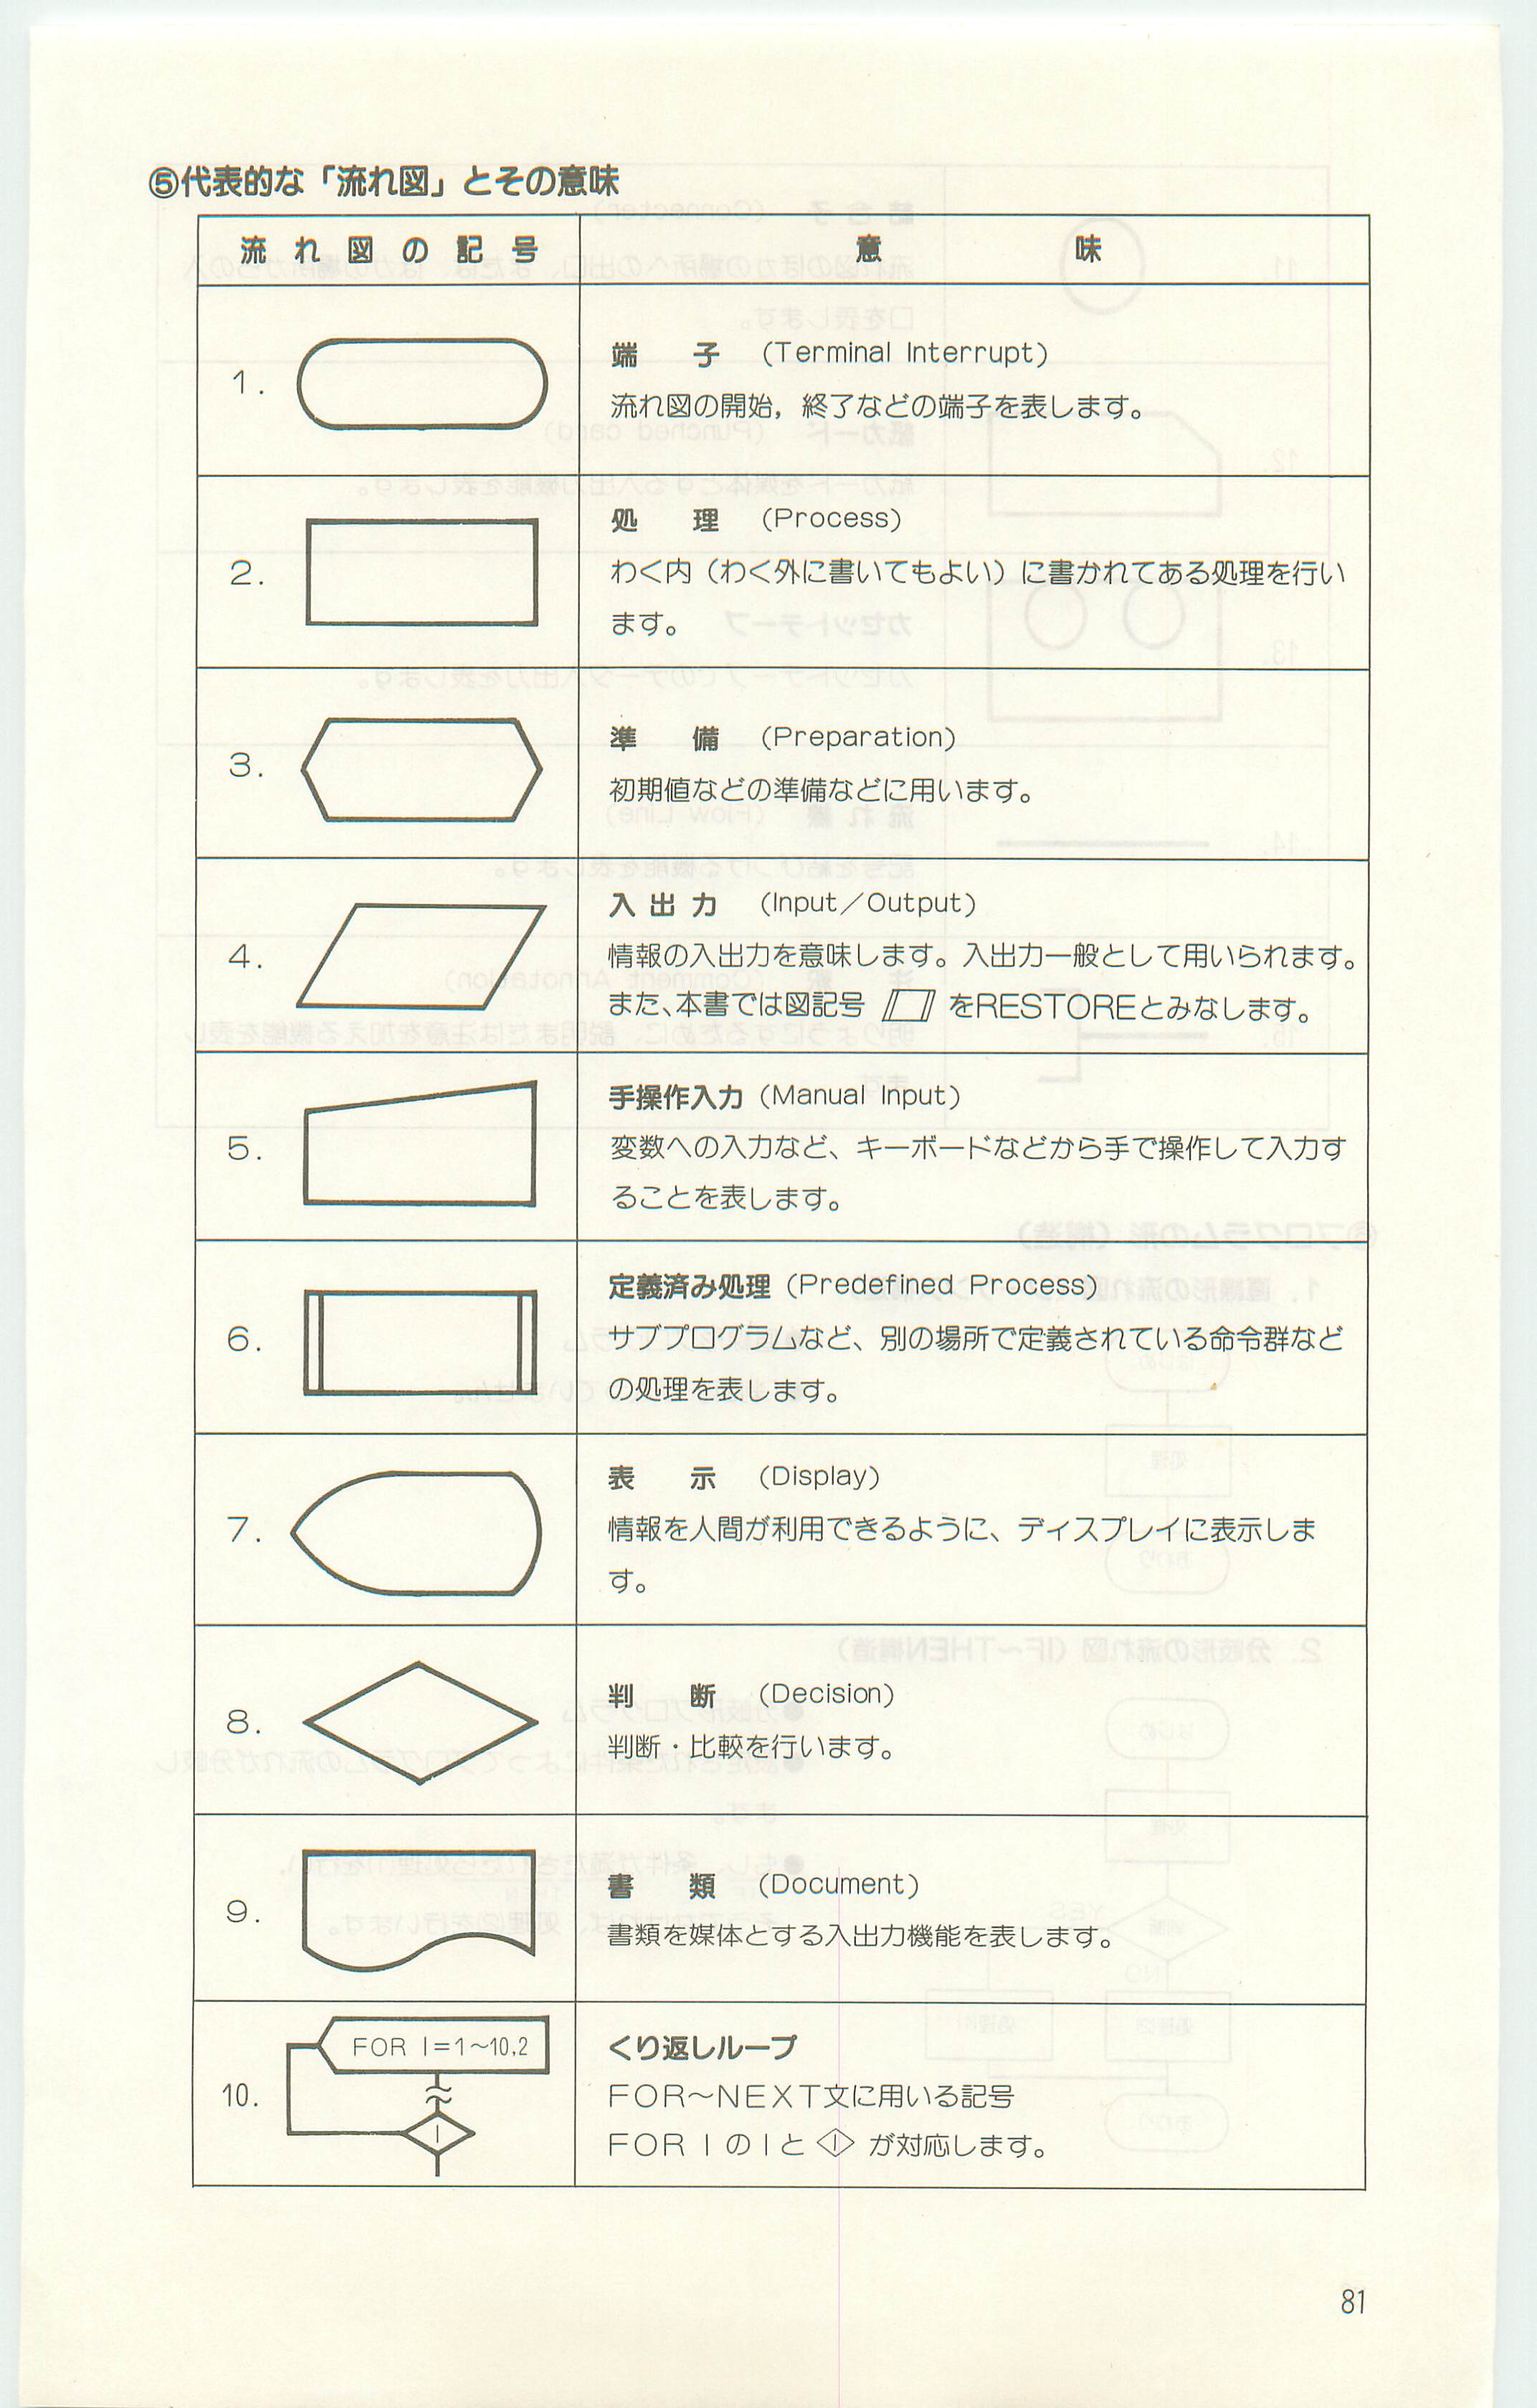 ⑤代表的な「流れ図」とその意味
流れ図の記号 意味
1. 端子 (Terminal Interrupt)
流れ図の開始，終了などの端子を表します。
2. 処理 (Process)
わく内（わく外に書いてもよい）に書かれてある処理を行い
ます。
3. 準備 (Preparation)
初期値などの準備などに用います。
4. 入出力 (Input／Output)
情報の入出力を意味します。入出力一般として用いられます。
また、本書では図記号 をRESTOREとみなします。
5. 手操作入力 (Manual Input)
変数への入力など、キーボードなどから手で操作して入力す
ることを表します。
6. 定義済み処理 (Predefined Process)
サブプログラムなど、別の場所で定義されている命令群など
の処理を表します。
7. 表示 (Display)
情報を人間が利用できるように、ディスプレイに表示しま
す。
8. 判断 (Decision)
判断・比較を行います。
9. 書類 (Document)
書類を媒体とする入出力機能を表します。
10. FOR I=1～10,2
I
くり返しループ
FOR～NEXT文に用いる記号
FOR IのIと I が対応します。
81